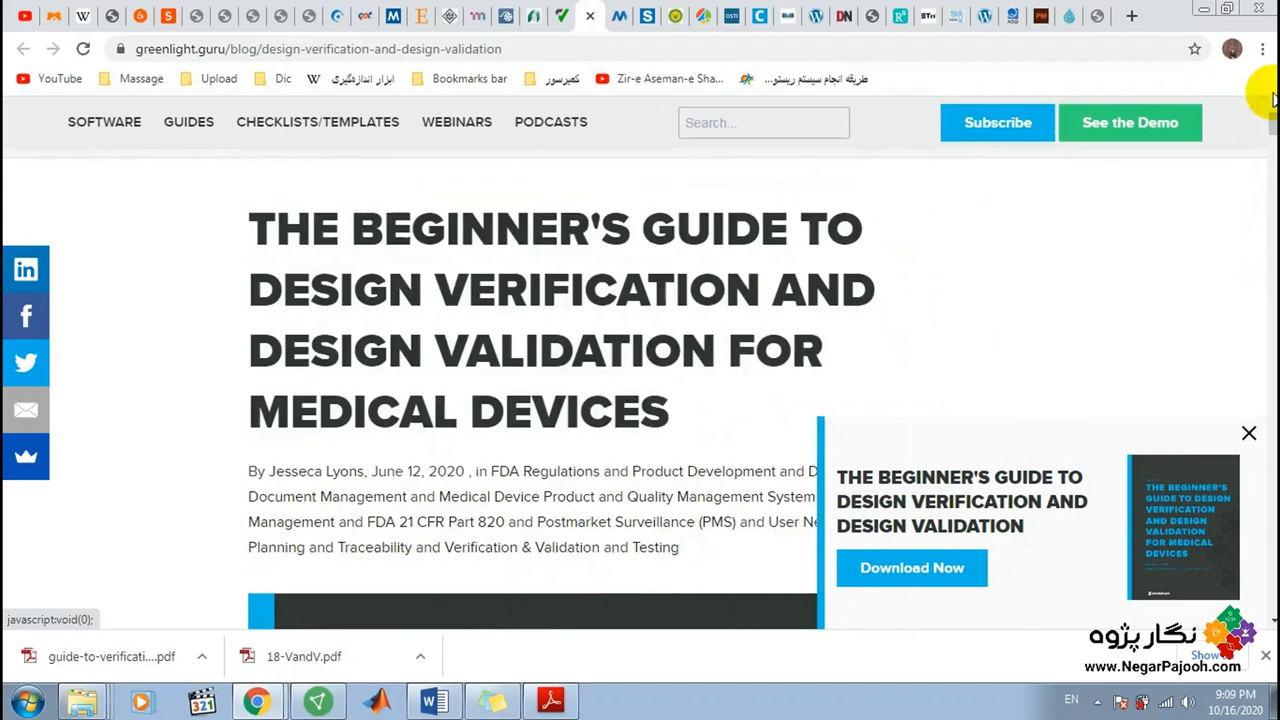 greenlight.guru/blog/design-verification-and-design-validation
YouTube
Massage
Upload
Dic
ابزار اندازه‌گیری
Bookmarks bar
کمپرسور
Zir-e Aseman-e Sha...
طریقه انجام سیستم ریستو...
SOFTWARE
GUIDES
CHECKLISTS/TEMPLATES
WEBINARS
PODCASTS
Search...
Subscribe
See the Demo
THE BEGINNER'S GUIDE TO
DESIGN VERIFICATION AND
DESIGN VALIDATION FOR
MEDICAL DEVICES
By Jesseca Lyons, June 12, 2020 , in FDA Regulations and Product Development and D
Document Management and Medical Device Product and Quality Management System
Management and FDA 21 CFR Part 820 and Postmarket Surveillance (PMS) and User Ne
Planning and Traceability and Verification & Validation and Testing
THE BEGINNER'S GUIDE TO
DESIGN VERIFICATION AND
DESIGN VALIDATION
Download Now
THE BEGINNER'S
GUIDE TO DESIGN
VERIFICATION
AND DESIGN
VALIDATION
FOR MEDICAL
DEVICES
javascript:void(0);
guide-to-verificati....pdf
18-VandV.pdf
Show
نگار پژوه
www.NegarPajooh.com
EN
9:09 PM
10/16/2020